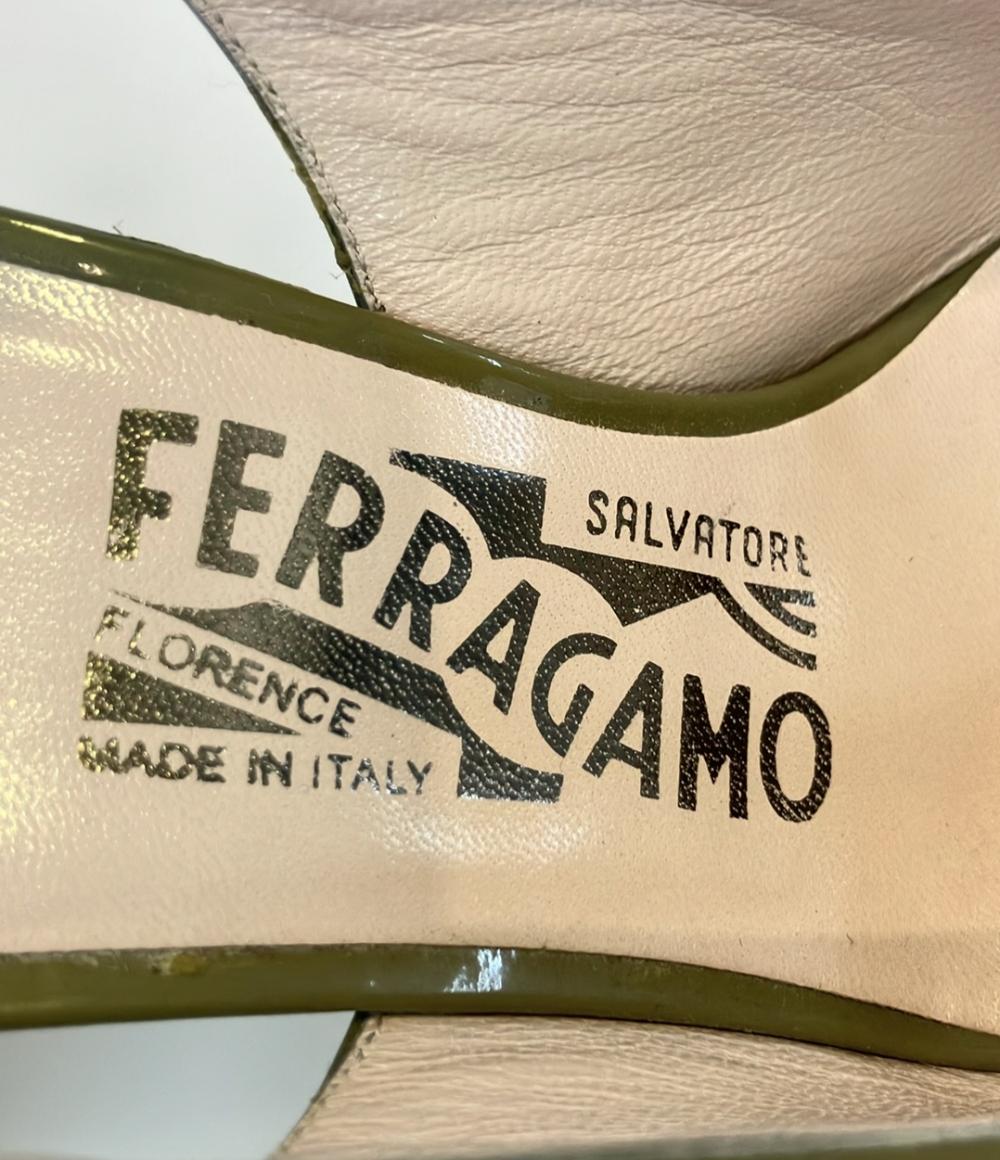 SALVATORE
FERRAGAMO
FLORENCE
MADE IN ITALY